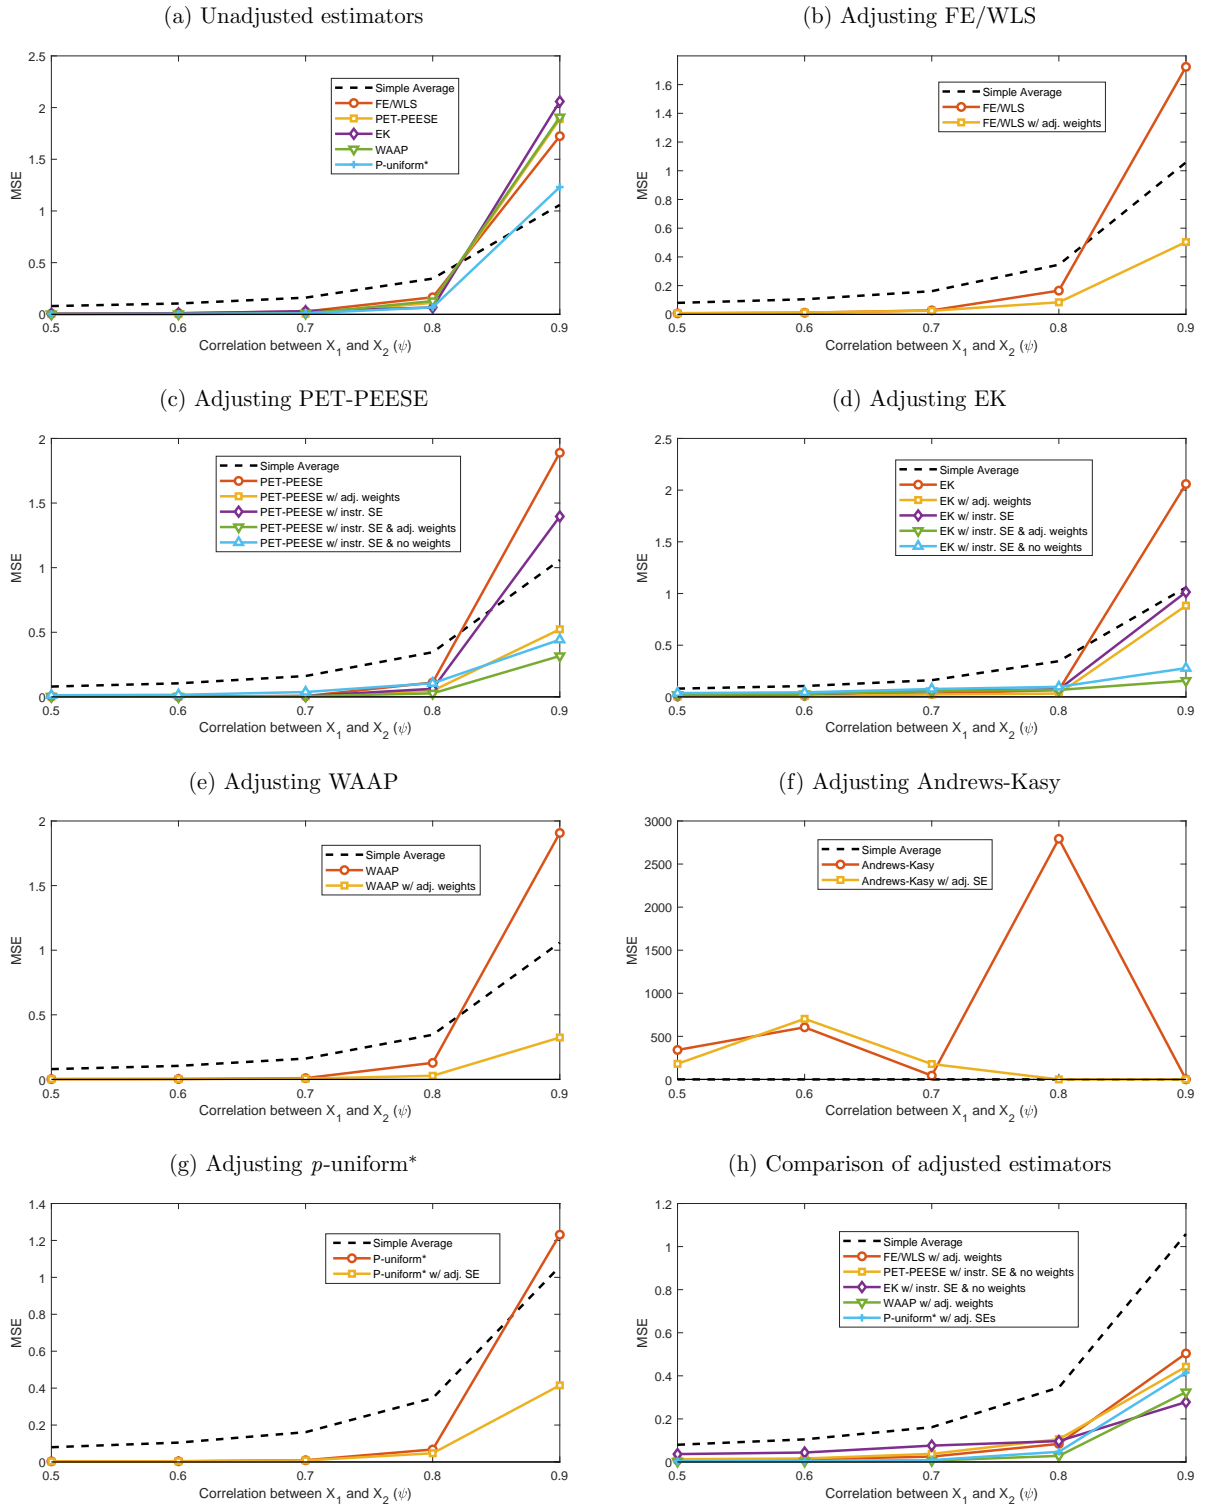 (a) Unadjusted estimators
2.5
2
1.5
1
0.5
0
MSE
Simple Average
FE/WLS
PET-PEESE
EK
WAAP
P-uniform*
0.5 0.6 0.7 0.8 0.9
Correlation between X_1 and X_2 (ψ)
(b) Adjusting FE/WLS
1.6
1.4
1.2
1
0.8
0.6
0.4
0.2
0
MSE
Simple Average
FE/WLS
FE/WLS w/ adj. weights
0.5 0.6 0.7 0.8 0.9
Correlation between X_1 and X_2 (ψ)
(c) Adjusting PET-PEESE
2
1.5
1
0.5
0
MSE
Simple Average
PET-PEESE
PET-PEESE w/ adj. weights
PET-PEESE w/ instr. SE
PET-PEESE w/ instr. SE & adj. weights
PET-PEESE w/ instr. SE & no weights
0.5 0.6 0.7 0.8 0.9
Correlation between X_1 and X_2 (ψ)
(d) Adjusting EK
2.5
2
1.5
1
0.5
0
MSE
Simple Average
EK
EK w/ adj. weights
EK w/ instr. SE
EK w/ instr. SE & adj. weights
EK w/ instr. SE & no weights
0.5 0.6 0.7 0.8 0.9
Correlation between X_1 and X_2 (ψ)
(e) Adjusting WAAP
2
1.5
1
0.5
0
MSE
Simple Average
WAAP
WAAP w/ adj. weights
0.5 0.6 0.7 0.8 0.9
Correlation between X_1 and X_2 (ψ)
(f) Adjusting Andrews-Kasy
3000
2500
2000
1500
1000
500
0
MSE
Simple Average
Andrews-Kasy
Andrews-Kasy w/ adj. SE
0.5 0.6 0.7 0.8 0.9
Correlation between X_1 and X_2 (ψ)
(g) Adjusting p-uniform*
1.4
1.2
1
0.8
0.6
0.4
0.2
0
MSE
Simple Average
P-uniform*
P-uniform* w/ adj. SE
0.5 0.6 0.7 0.8 0.9
Correlation between X_1 and X_2 (ψ)
(h) Comparison of adjusted estimators
1.2
1
0.8
0.6
0.4
0.2
0
MSE
Simple Average
FE/WLS w/ adj. weights
PET-PEESE w/ instr. SE & no weights
EK w/ instr. SE & no weights
WAAP w/ adj. weights
P-uniform* w/ adj. SEs
0.5 0.6 0.7 0.8 0.9
Correlation between X_1 and X_2 (ψ)